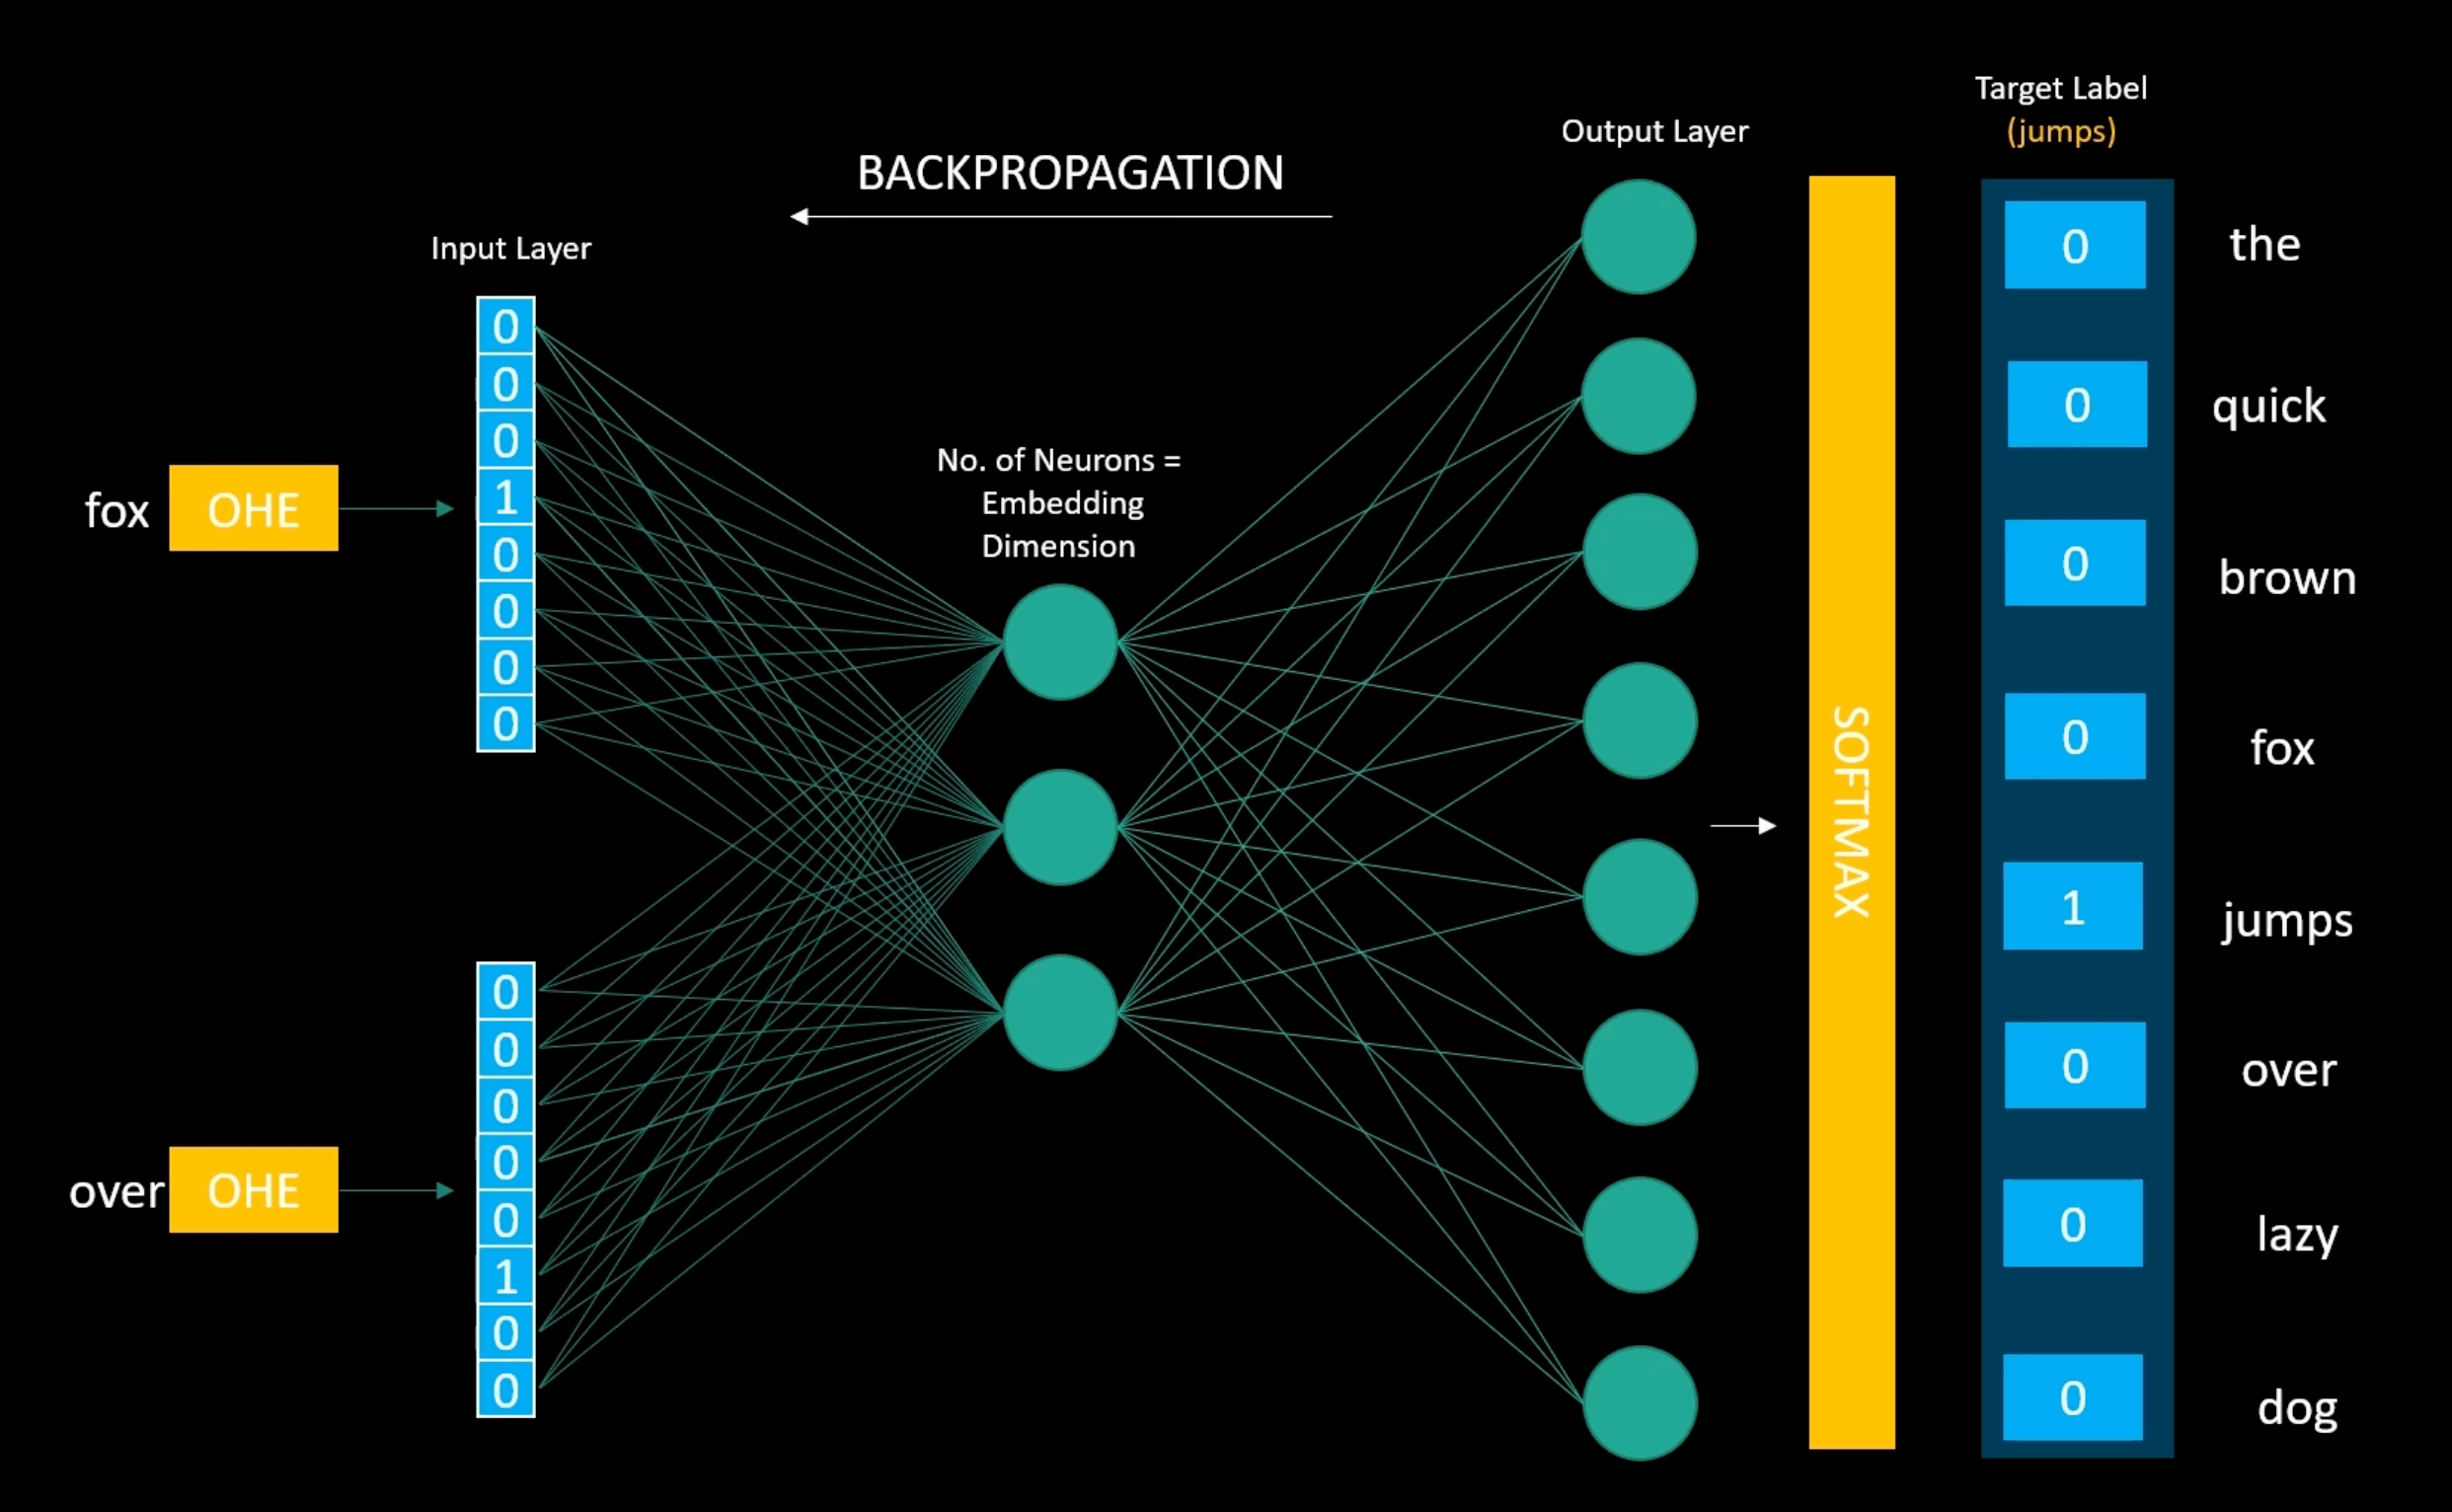 Target Label
(jumps)
Output Layer
BACKPROPAGATION
Input Layer
0
0
0
1
0
0
0
0
fox OHE
No. of Neurons =
Embedding
Dimension
0
0
0
0
0
1
0
0
over OHE
SOFTMAX
0 the
0 quick
0 brown
0 fox
1 jumps
0 over
0 lazy
0 dog